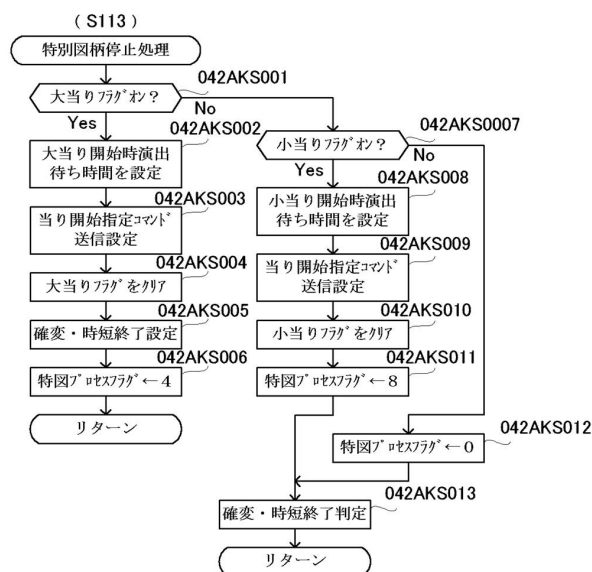 (S113)
特別図柄停止処理
大当りﾌﾗｸﾞｵﾝ?
042AKS001
Yes
No
042AKS002
大当り開始時演出
待ち時間を設定
042AKS003
当り開始指定ｺﾏﾝﾄﾞ
送信設定
042AKS004
大当りﾌﾗｸﾞをｸﾘｱ
042AKS005
確変・時短終了設定
042AKS006
特図ﾌﾟﾛｾｽﾌﾗｸﾞ←4
リターン
042AKS0007
小当りﾌﾗｸﾞｵﾝ?
Yes
No
042AKS008
小当り開始時演出
待ち時間を設定
042AKS009
当り開始指定ｺﾏﾝﾄﾞ
送信設定
042AKS010
小当りﾌﾗｸﾞをｸﾘｱ
042AKS011
特図ﾌﾟﾛｾｽﾌﾗｸﾞ←8
042AKS012
特図ﾌﾟﾛｾｽﾌﾗｸﾞ←0
042AKS013
確変・時短終了判定
リターン